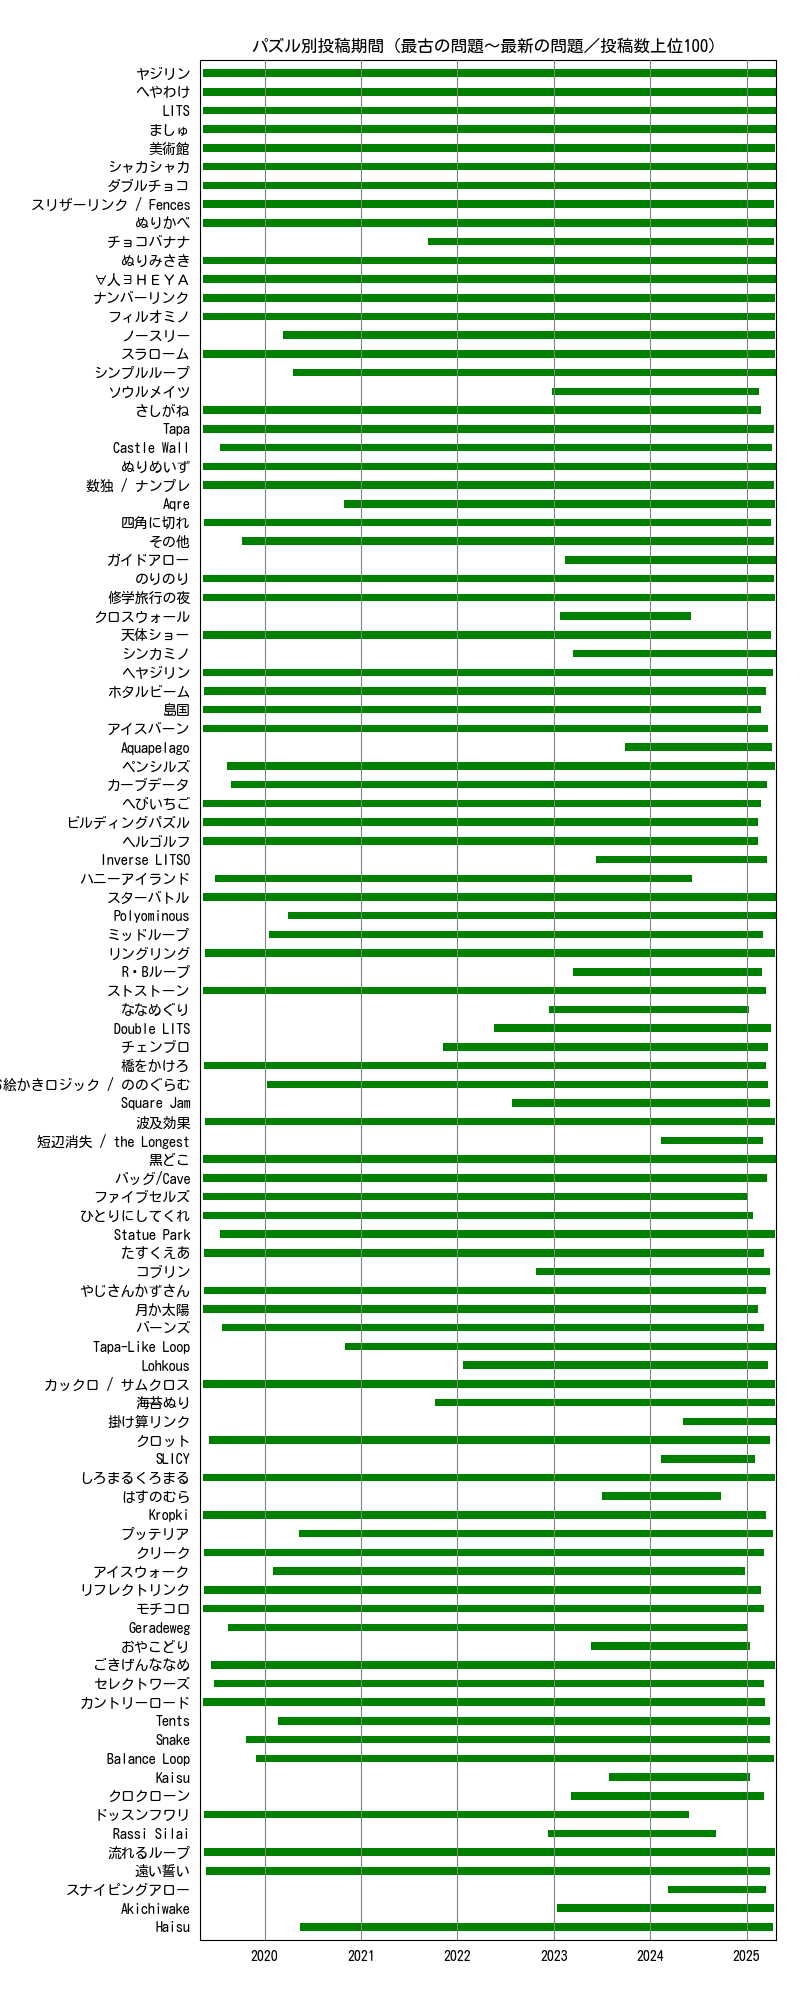 パズル別投稿期間（最古の問題～最新の問題／投稿数上位100）
ヤジリン
へやわけ
LITS
ましゅ
美術館
シャカシャカ
ダブルチョコ
スリザーリンク / Fences
ぬりかべ
チョコバナナ
ぬりみさき
∀人∃ＨＥＹＡ
ナンバーリンク
フィルオミノ
ノースリー
スラローム
シンプルループ
ソウルメイツ
さしがね
Tapa
Castle Wall
ぬりめいず
数独 / ナンプレ
Aqre
四角に切れ
その他
ガイドアロー
のりのり
修学旅行の夜
クロスウォール
天体ショー
シンカミノ
ヘヤジリン
ホタルビーム
島国
アイスバーン
Aquapelago
ペンシルズ
カーブデータ
へびいちご
ビルディングパズル
ヘルゴルフ
Inverse LITSO
ハニーアイランド
スターバトル
Polyominous
ミッドループ
リングリング
R・Bループ
ストストーン
ななめぐり
Double LITS
チェンブロ
橋をかけろ
絵かきロジック / ののぐらむ
Square Jam
波及効果
短辺消失 / the Longest
黒どこ
バッグ/Cave
ファイブセルズ
ひとりにしてくれ
Statue Park
たすくえあ
コブリン
やじさんかずさん
月か太陽
バーンズ
Tapa-Like Loop
Lohkous
カックロ / サムクロス
海苔ぬり
掛け算リンク
クロット
SLICY
しろまるくろまる
はすのむら
Kropki
プッテリア
クリーク
アイスウォーク
リフレクトリンク
モチコロ
Geradeweg
おやこどり
ごきげんななめ
セレクトワーズ
カントリーロード
Tents
Snake
Balance Loop
Kaisu
クロクローン
ドッスンフワリ
Rassi Silai
流れるループ
遠い誓い
スナイピングアロー
Akichiwake
Haisu
2020 2021 2022 2023 2024 2025